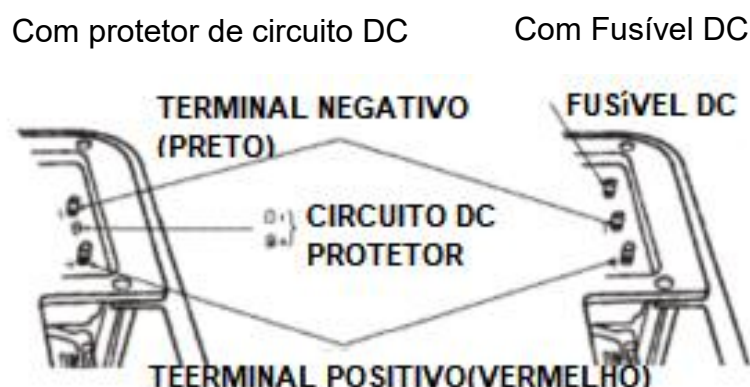 Com protetor de circuito DC
Com Fusível DC
TERMINAL NEGATIVO
(PRETO)
FUSíVEL DC
CIRCUITO DC
PROTETOR
TEERMINAL POSITIVO(VERMELHO)